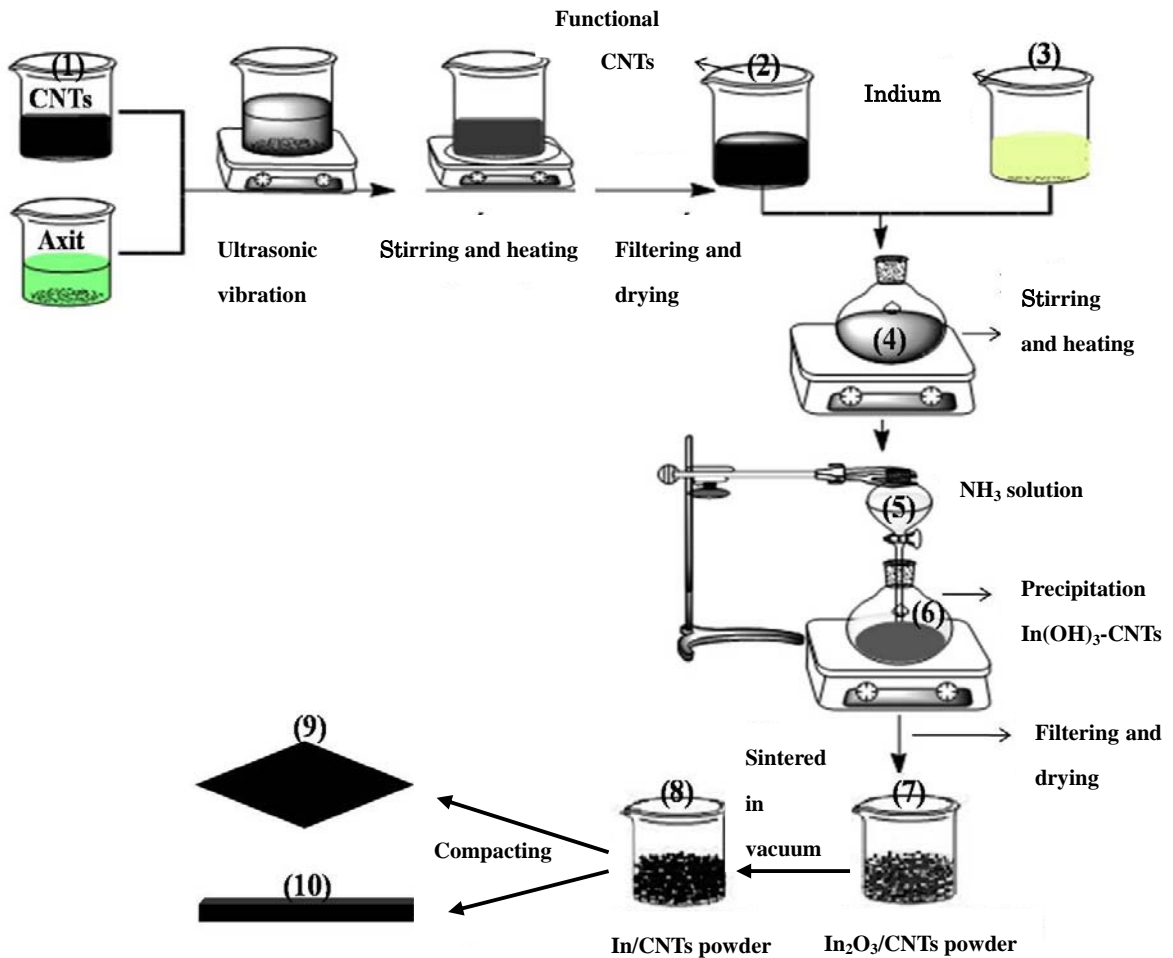 Functional
CNTs
(1)
CNTs
(2)
(3)
Indium
Axit
Ultrasonic
vibration
Stirring and heating
Filtering and
drying
(4)
Stirring
and heating
(5)
NH₃ solution
(6)
Precipitation
In(OH)₃-CNTs
Filtering and
drying
(9)
(10)
Compacting
(8)
Sintered
in
vacuum
(7)
In/CNTs powder
In₂O₃/CNTs powder